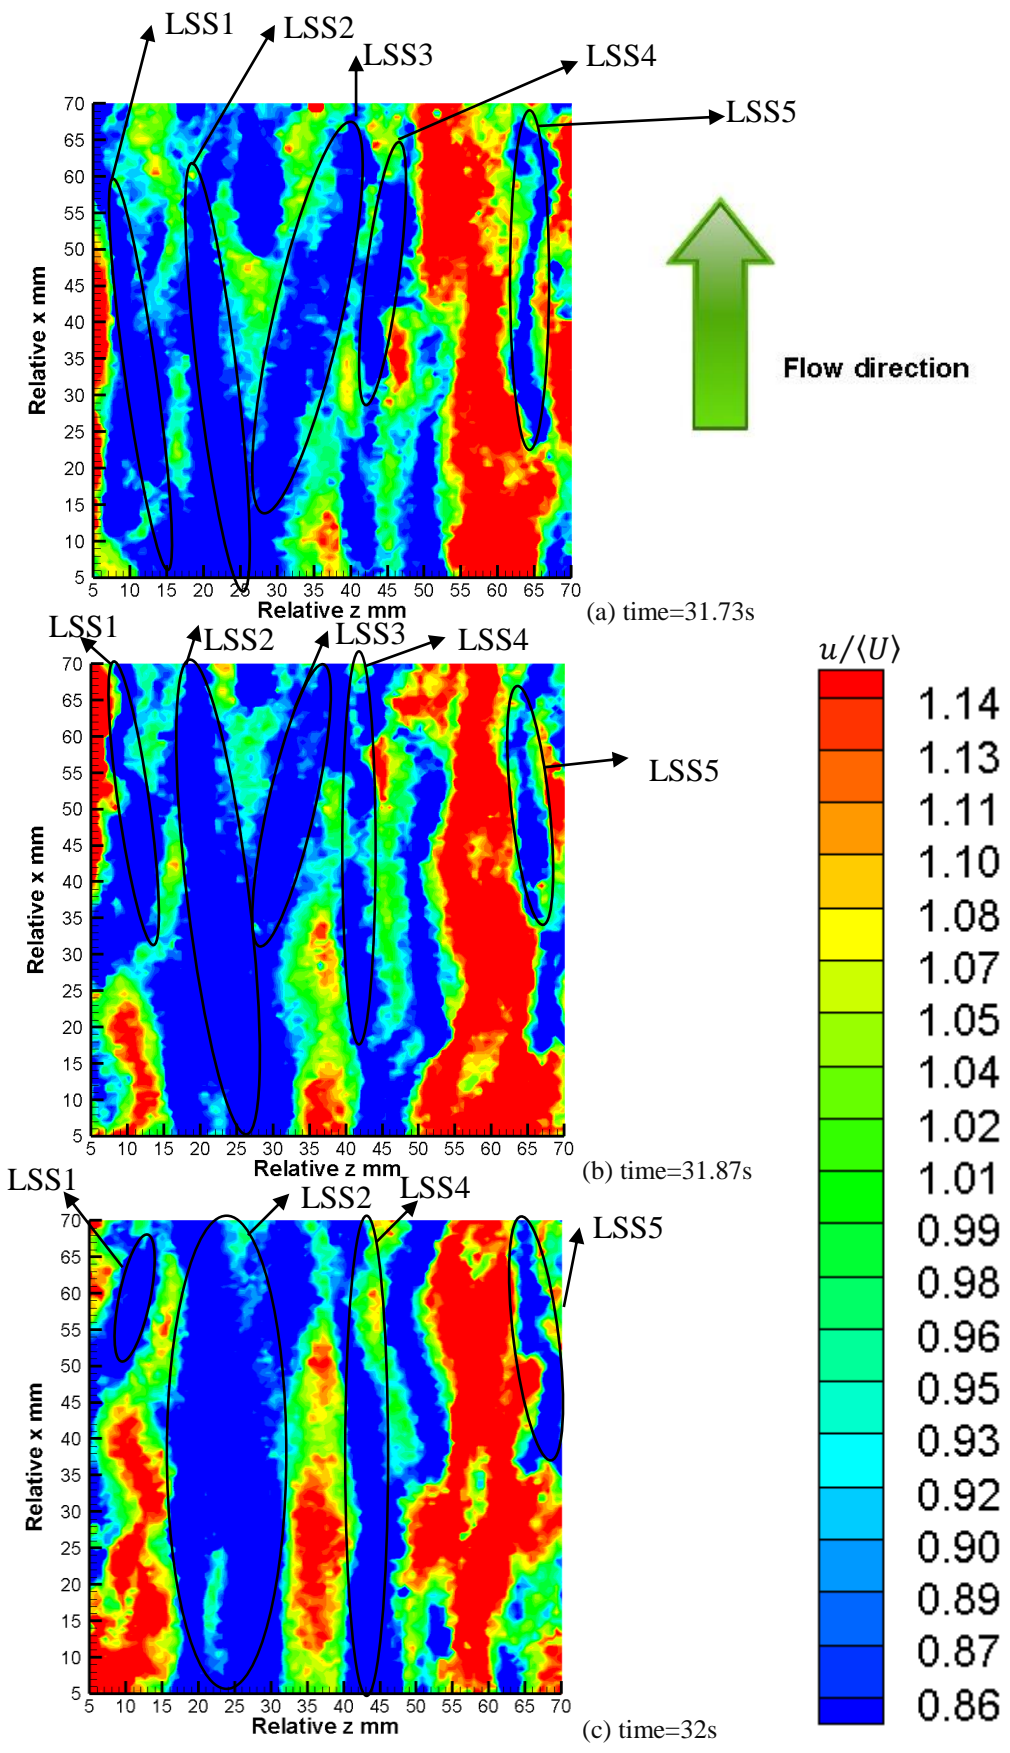 LSS1
LSS2
LSS3
LSS4
LSS5
70
65
60
55
50
45
40
35
30
25
20
15
10
5
Relative x mm
5 10 15 20 25 30 35 40 45 50 55 60 65 70
Relative z mm
(a) time=31.73s
Flow direction
LSS1
LSS2
LSS3
LSS4
LSS5
70
65
60
55
50
45
40
35
30
25
20
15
10
5
Relative x mm
5 10 15 20 25 30 35 40 45 50 55 60 65 70
Relative z mm
(b) time=31.87s
LSS1
LSS2
LSS4
LSS5
70
65
60
55
50
45
40
35
30
25
20
15
10
5
Relative x mm
5 10 15 20 25 30 35 40 45 50 55 60 65 70
Relative z mm
(c) time=32s
u/⟨U⟩
1.14
1.13
1.11
1.10
1.08
1.07
1.05
1.04
1.02
1.01
0.99
0.98
0.96
0.95
0.93
0.92
0.90
0.89
0.87
0.86